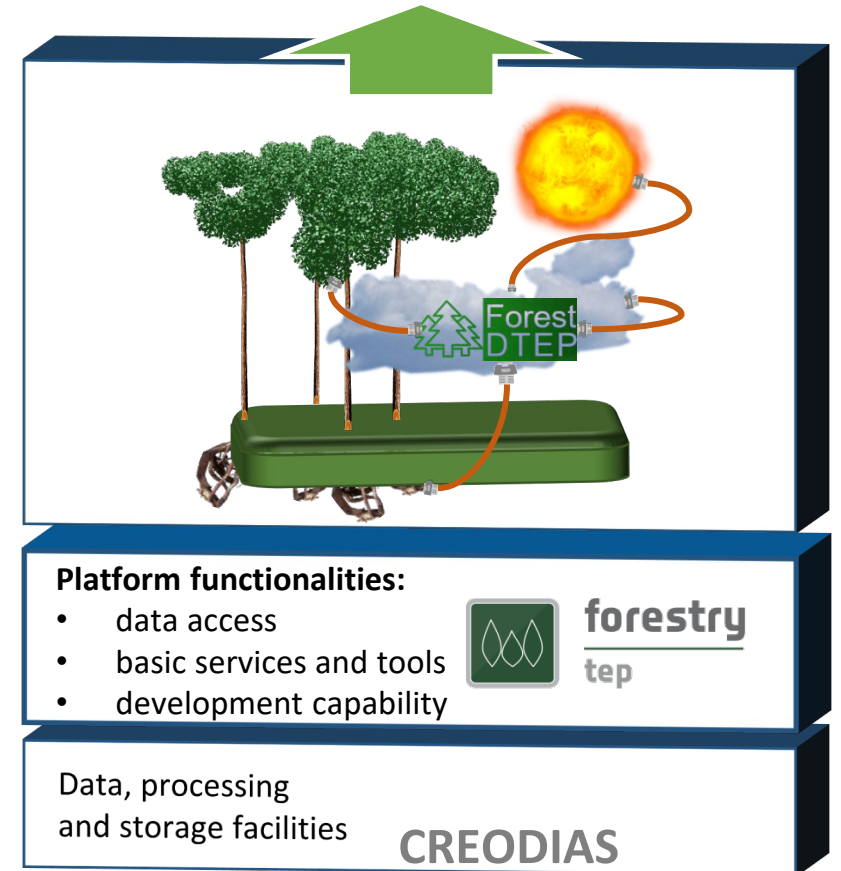 Forest
DTEP
Platform functionalities:
• data access
• basic services and tools
• development capability
forestry
tep
Data, processing
and storage facilities
CREODIAS